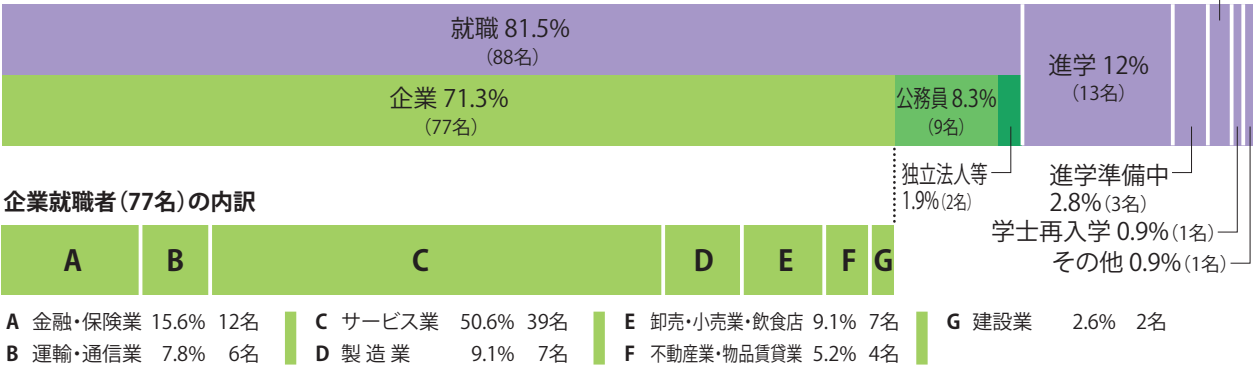 就職 81.5%
（88名）
進学 12%
（13名）
企業 71.3%
（77名）
公務員 8.3%
（9名）
独立法人等
1.9%（2名）
進学準備中
2.8%（3名）
学士再入学 0.9%（1名）
その他 0.9%（1名）
企業就職者（77名）の内訳
A B C D E F G
A 金融・保険業 15.6% 12名
B 運輸・通信業 7.8% 6名
C サービス業 50.6% 39名
D 製造業 9.1% 7名
E 卸売・小売業・飲食店 9.1% 7名
F 不動産業・物品賃貸業 5.2% 4名
G 建設業 2.6% 2名